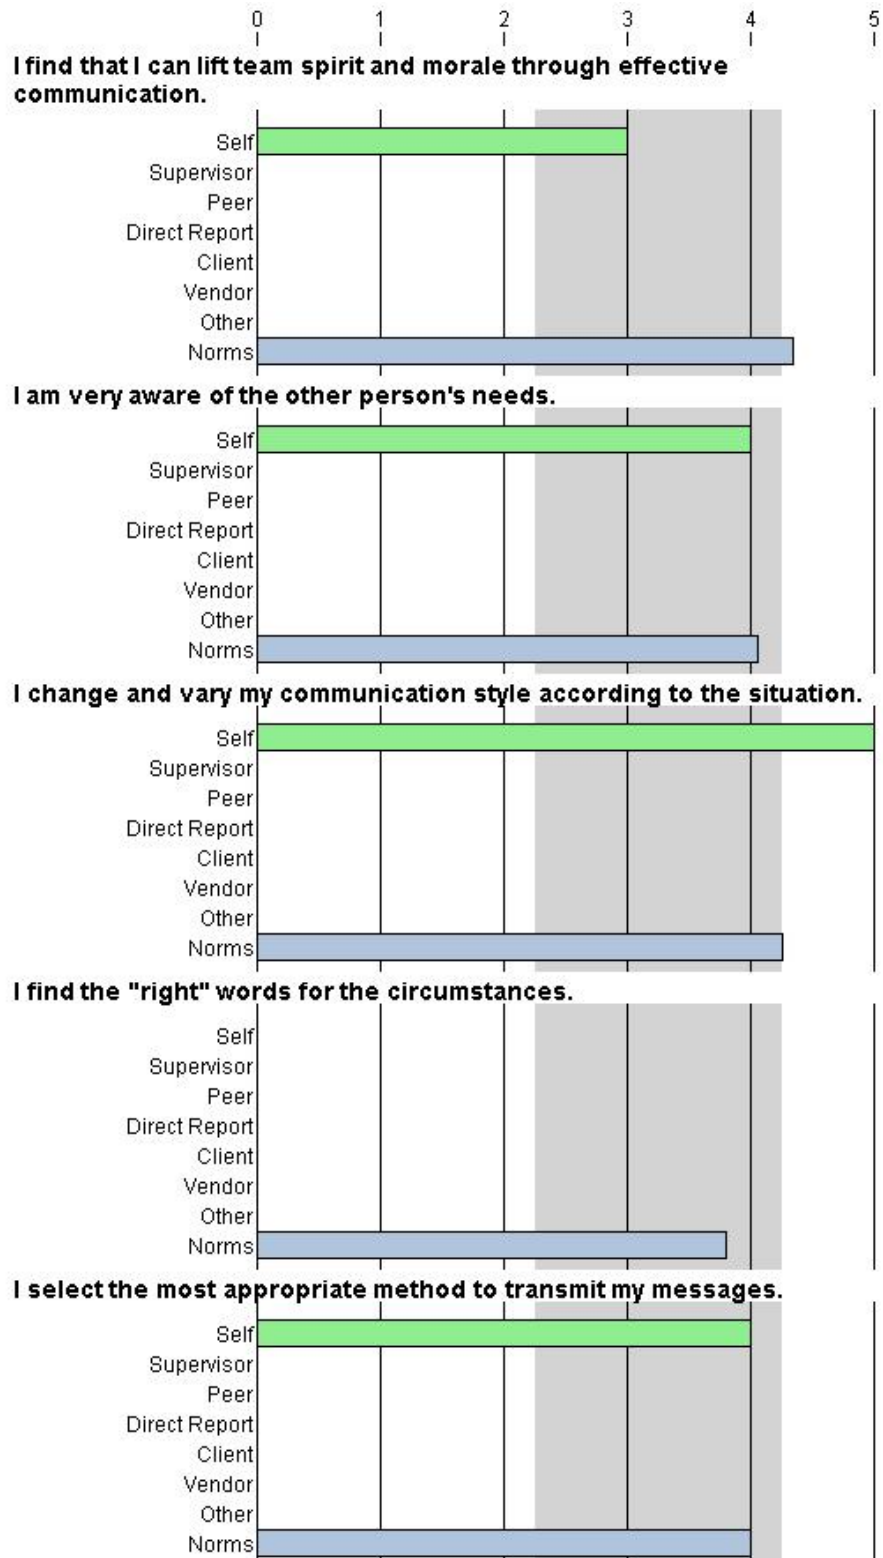 0 1 2 3 4 5
I find that I can lift team spirit and morale through effective
communication.
Self
Supervisor
Peer
Direct Report
Client
Vendor
Other
Norms
I am very aware of the other person's needs.
Self
Supervisor
Peer
Direct Report
Client
Vendor
Other
Norms
I change and vary my communication style according to the situation.
Self
Supervisor
Peer
Direct Report
Client
Vendor
Other
Norms
I find the "right" words for the circumstances.
Self
Supervisor
Peer
Direct Report
Client
Vendor
Other
Norms
I select the most appropriate method to transmit my messages.
Self
Supervisor
Peer
Direct Report
Client
Vendor
Other
Norms